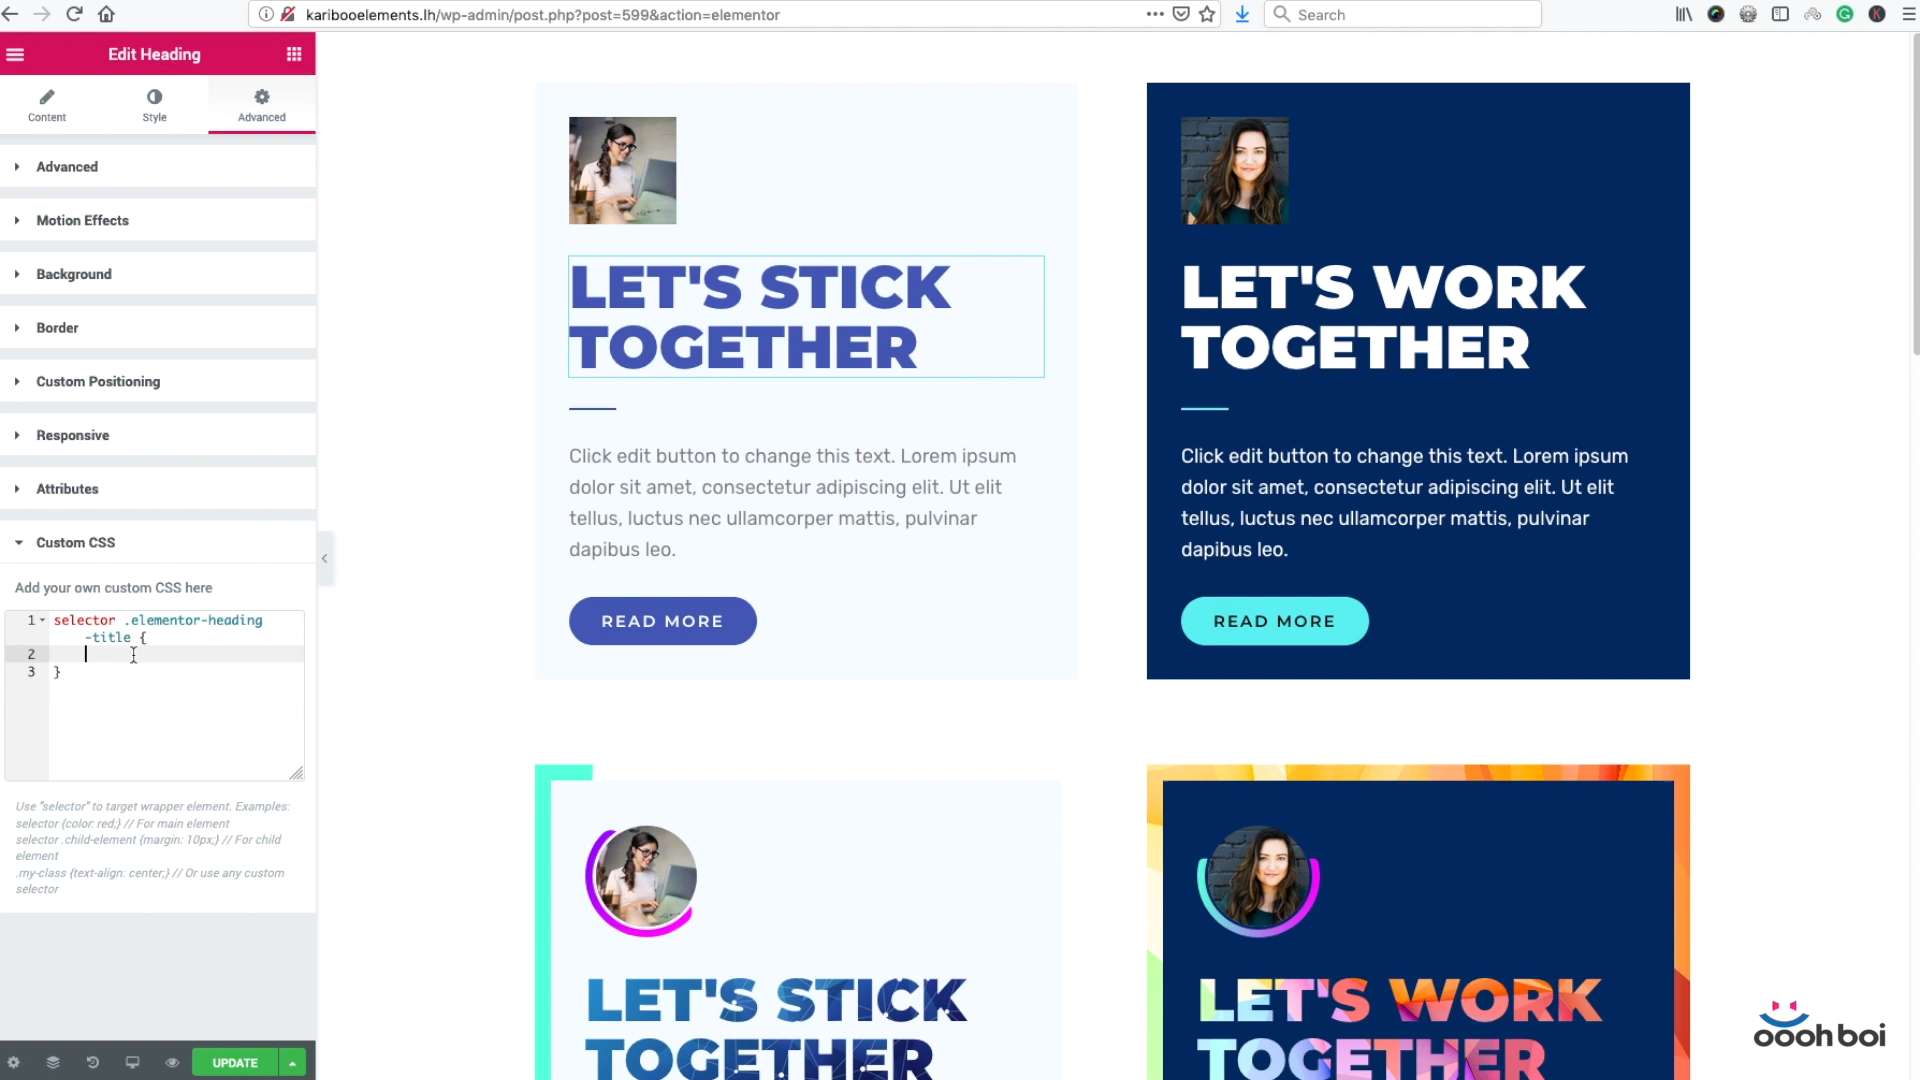 karibooelements.lh/wp-admin/post.php?post=599&action=elementor
Search
Edit Heading
Content
Style
Advanced
Advanced
Motion Effects
Background
Border
Custom Positioning
Responsive
Attributes
Custom CSS
Add your own custom CSS here
1 selector .elementor-heading
-title {
2
3 }
Use "selector" to target wrapper element. Examples:
selector {color: red;} // For main element
selector .child-element {margin: 10px;} // For child
element
.my-class {text-align: center;} // Or use any custom
selector
UPDATE
LET'S STICK
TOGETHER
Click edit button to change this text. Lorem ipsum
dolor sit amet, consectetur adipiscing elit. Ut elit
tellus, luctus nec ullamcorper mattis, pulvinar
dapibus leo.
READ MORE
LET'S WORK
TOGETHER
Click edit button to change this text. Lorem ipsum
dolor sit amet, consectetur adipiscing elit. Ut elit
tellus, luctus nec ullamcorper mattis, pulvinar
dapibus leo.
READ MORE
LET'S STICK
TOGETHER
LET'S WORK
TOGETHER
oooh boi